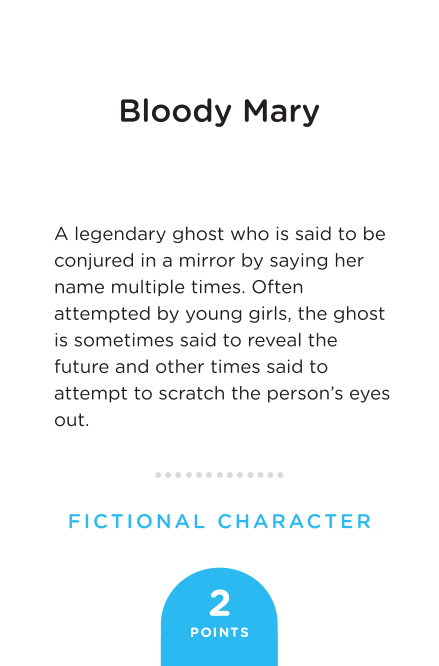 Bloody Mary
A legendary ghost who is said to be
conjured in a mirror by saying her
name multiple times. Often
attempted by young girls, the ghost
is sometimes said to reveal the
future and other times said to
attempt to scratch the person’s eyes
out.
FICTIONAL CHARACTER
2
POINTS